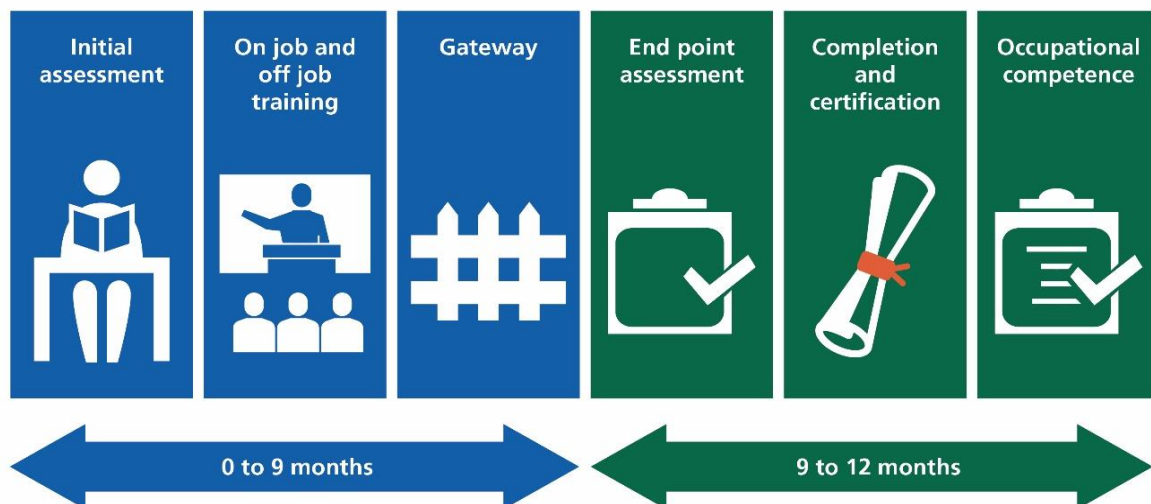 Initial
assessment
On job and
off job
training
Gateway
End point
assessment
Completion
and
certification
Occupational
competence
0 to 9 months
9 to 12 months